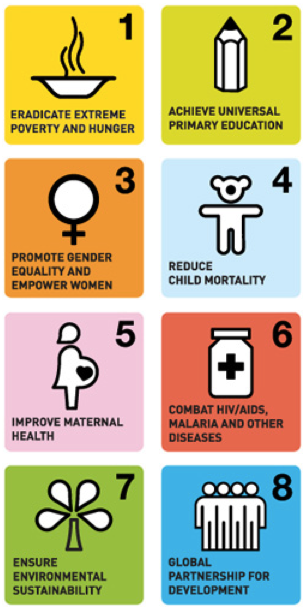 1
ERADICATE EXTREME
POVERTY AND HUNGER
2
ACHIEVE UNIVERSAL
PRIMARY EDUCATION
3
PROMOTE GENDER
EQUALITY AND
EMPOWER WOMEN
4
REDUCE
CHILD MORTALITY
5
IMPROVE MATERNAL
HEALTH
6
COMBAT HIV/AIDS,
MALARIA AND OTHER
DISEASES
7
ENSURE
ENVIRONMENTAL
SUSTAINABILITY
8
GLOBAL
PARTNERSHIP FOR
DEVELOPMENT